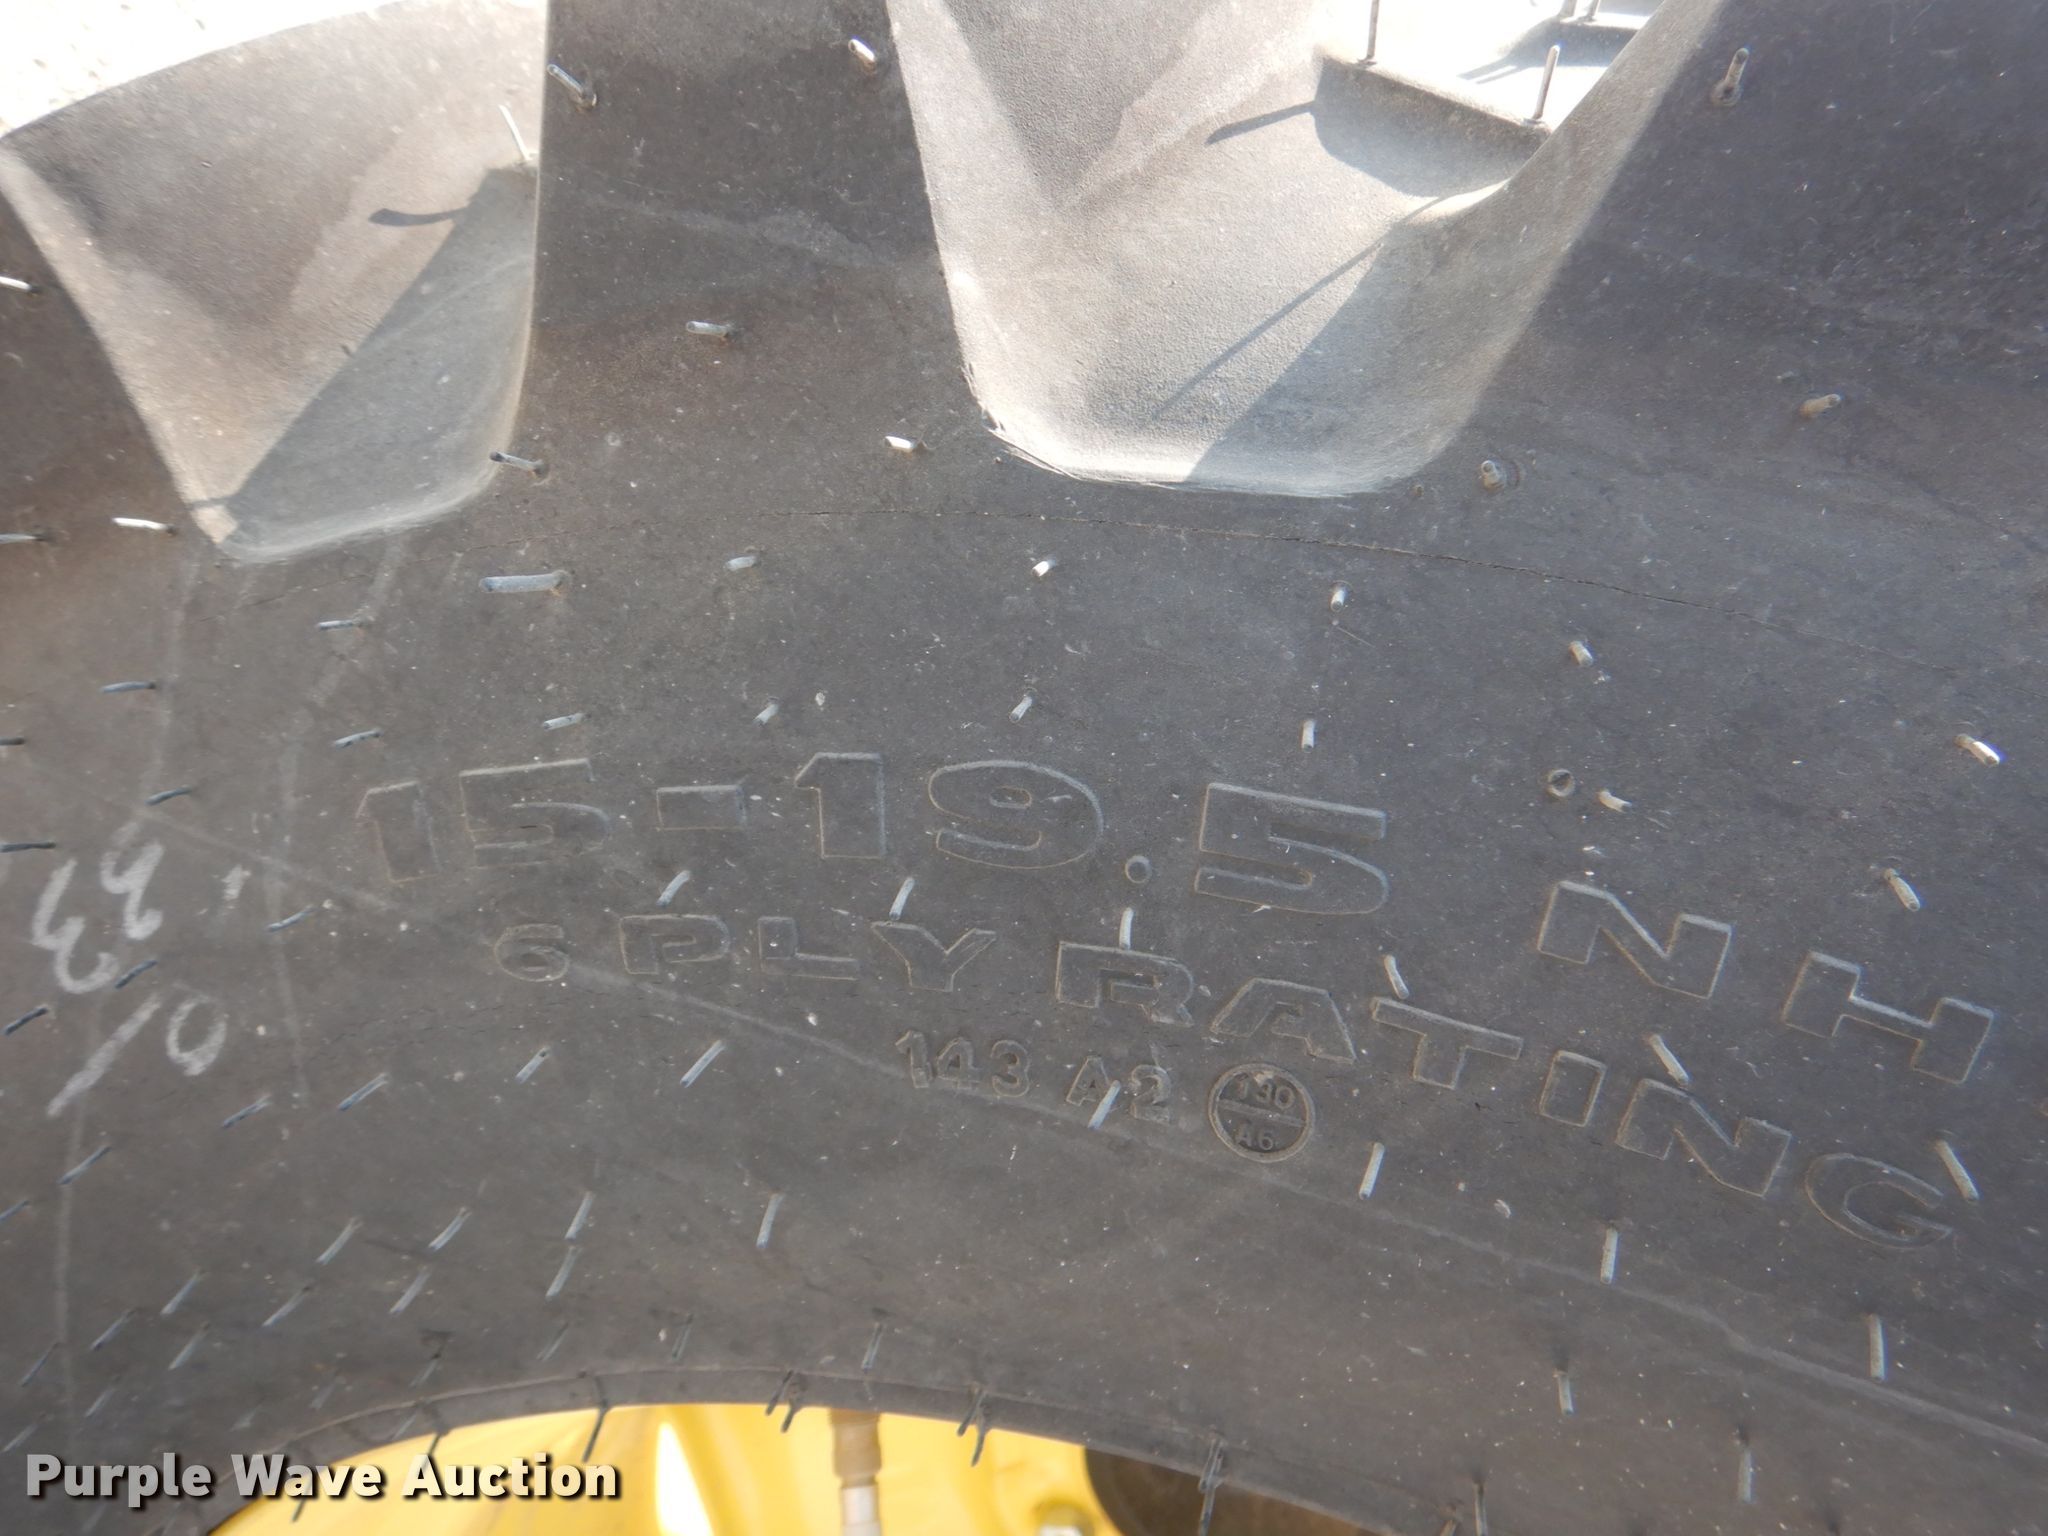 15-19.5 NH
6 PLY RATING
143 A2 130
A6
Purple Wave Auction